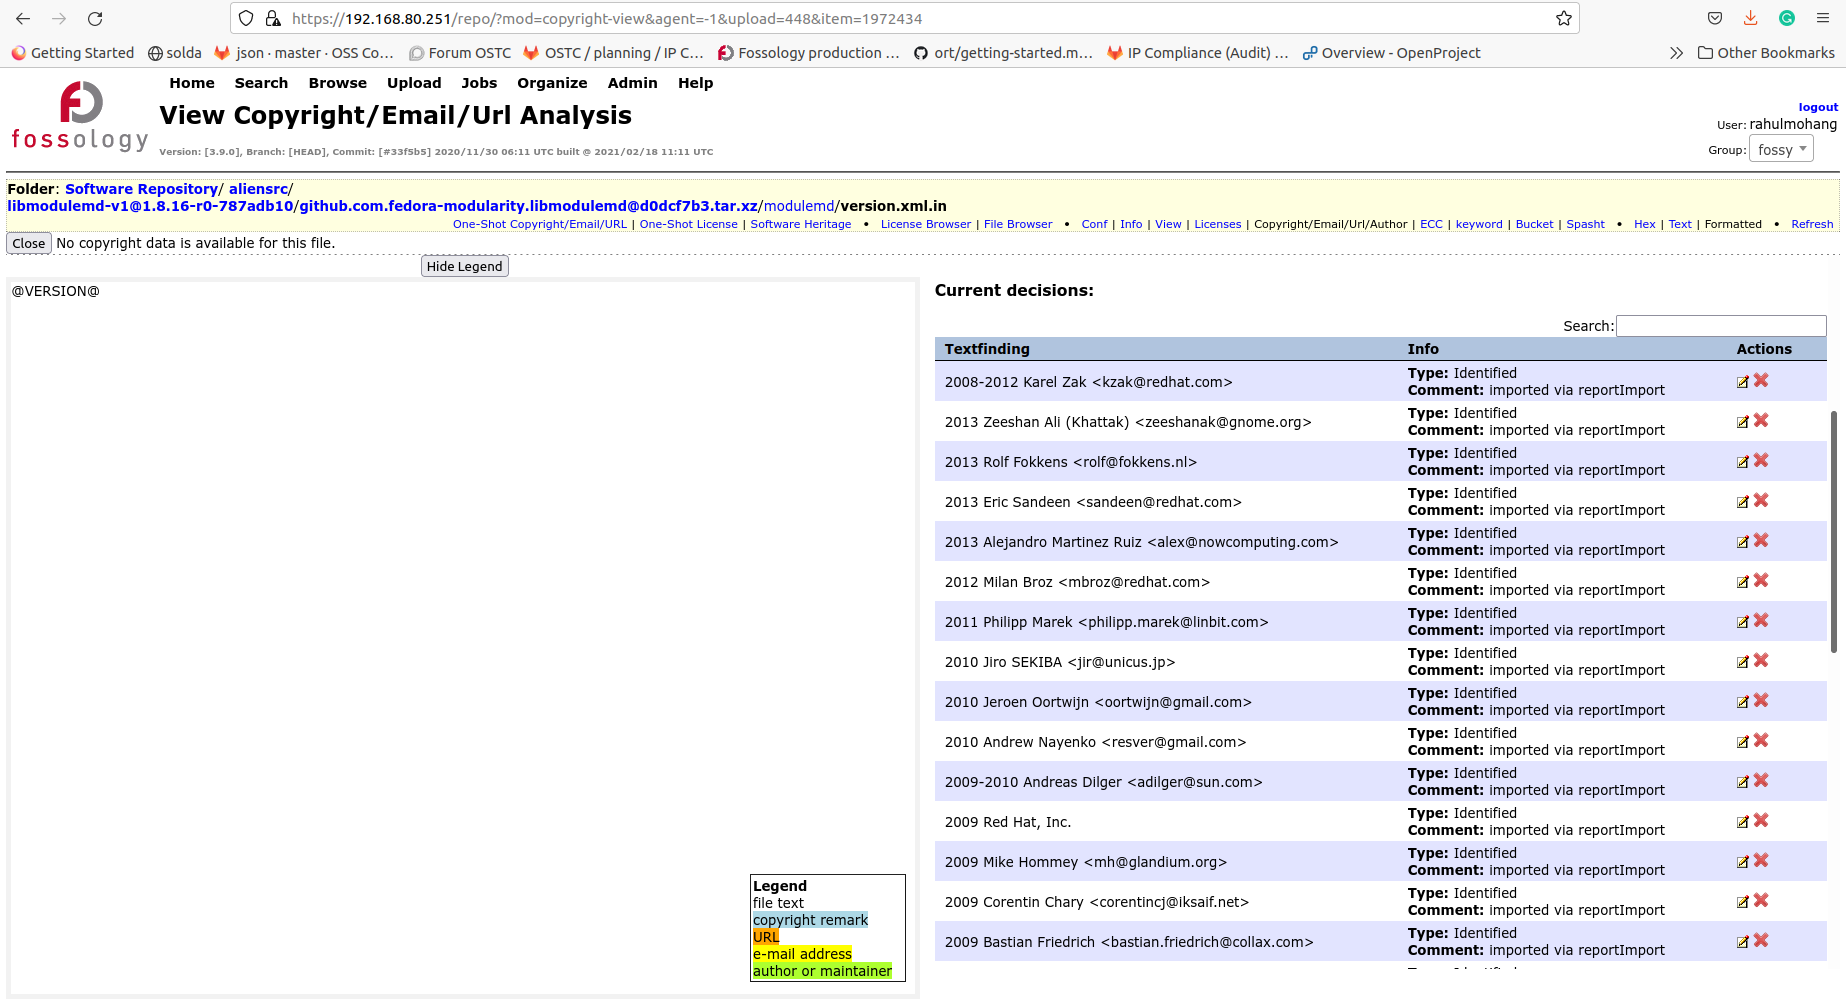 https://192.168.80.251/repo/?mod=copyright-view&agent=-1&upload=448&item=1972434
Getting Started solda json · master · OSS Co… Forum OSTC OSTC / planning / IP C… Fossology production … ort/getting-started.m… IP Compliance (Audit) … Overview - OpenProject Other Bookmarks
Home Search Browse Upload Jobs Organize Admin Help
fossology
View Copyright/Email/Url Analysis
Version: [3.9.0], Branch: [HEAD], Commit: [#33f5b5] 2020/11/30 06:11 UTC built @ 2021/02/18 11:11 UTC
logout
User: rahulmohang
Group: fossy
Folder: Software Repository/ aliensrc/
libmodulemd-v1@1.8.16-r0-787adb10/github.com.fedora-modularity.libmodulemd@d0dcf7b3.tar.xz/modulemd/version.xml.in
One-Shot Copyright/Email/URL | One-Shot License | Software Heritage • License Browser | File Browser • Conf | Info | View | Licenses | Copyright/Email/Url/Author | ECC | keyword | Bucket | Spasht • Hex | Text | Formatted • Refresh
Close No copyright data is available for this file.
Hide Legend
@VERSION@
Legend
file text
copyright remark
URL
e-mail address
author or maintainer
Current decisions:
Search:
Textfinding Info Actions
2008-2012 Karel Zak <kzak@redhat.com>
Type: Identified
Comment: imported via reportImport
2013 Zeeshan Ali (Khattak) <zeeshanak@gnome.org>
Type: Identified
Comment: imported via reportImport
2013 Rolf Fokkens <rolf@fokkens.nl>
Type: Identified
Comment: imported via reportImport
2013 Eric Sandeen <sandeen@redhat.com>
Type: Identified
Comment: imported via reportImport
2013 Alejandro Martinez Ruiz <alex@nowcomputing.com>
Type: Identified
Comment: imported via reportImport
2012 Milan Broz <mbroz@redhat.com>
Type: Identified
Comment: imported via reportImport
2011 Philipp Marek <philipp.marek@linbit.com>
Type: Identified
Comment: imported via reportImport
2010 Jiro SEKIBA <jir@unicus.jp>
Type: Identified
Comment: imported via reportImport
2010 Jeroen Oortwijn <oortwijn@gmail.com>
Type: Identified
Comment: imported via reportImport
2010 Andrew Nayenko <resver@gmail.com>
Type: Identified
Comment: imported via reportImport
2009-2010 Andreas Dilger <adilger@sun.com>
Type: Identified
Comment: imported via reportImport
2009 Red Hat, Inc.
Type: Identified
Comment: imported via reportImport
2009 Mike Hommey <mh@glandium.org>
Type: Identified
Comment: imported via reportImport
2009 Corentin Chary <corentincj@iksaif.net>
Type: Identified
Comment: imported via reportImport
2009 Bastian Friedrich <bastian.friedrich@collax.com>
Type: Identified
Comment: imported via reportImport